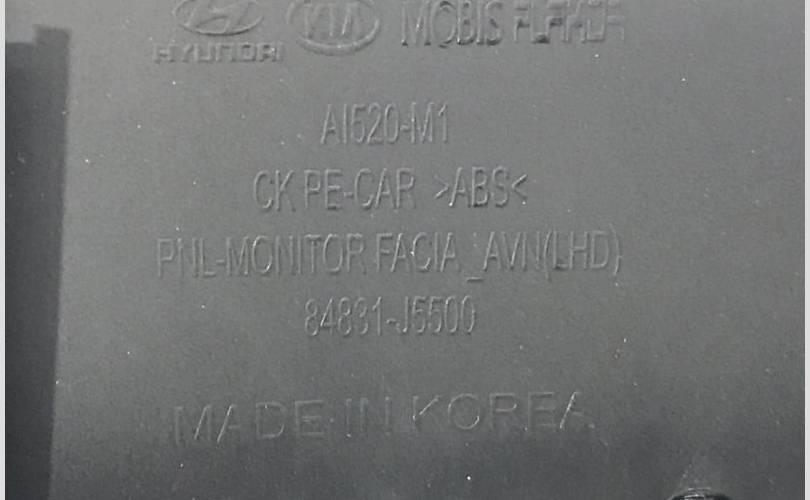 HYUNDAI KIA MOBIS
AI520-M1
CK PE-CAR >ABS<
PNL-MONITOR FACIA_AVN(LHD)
84831-J5500
MADE IN KOREA